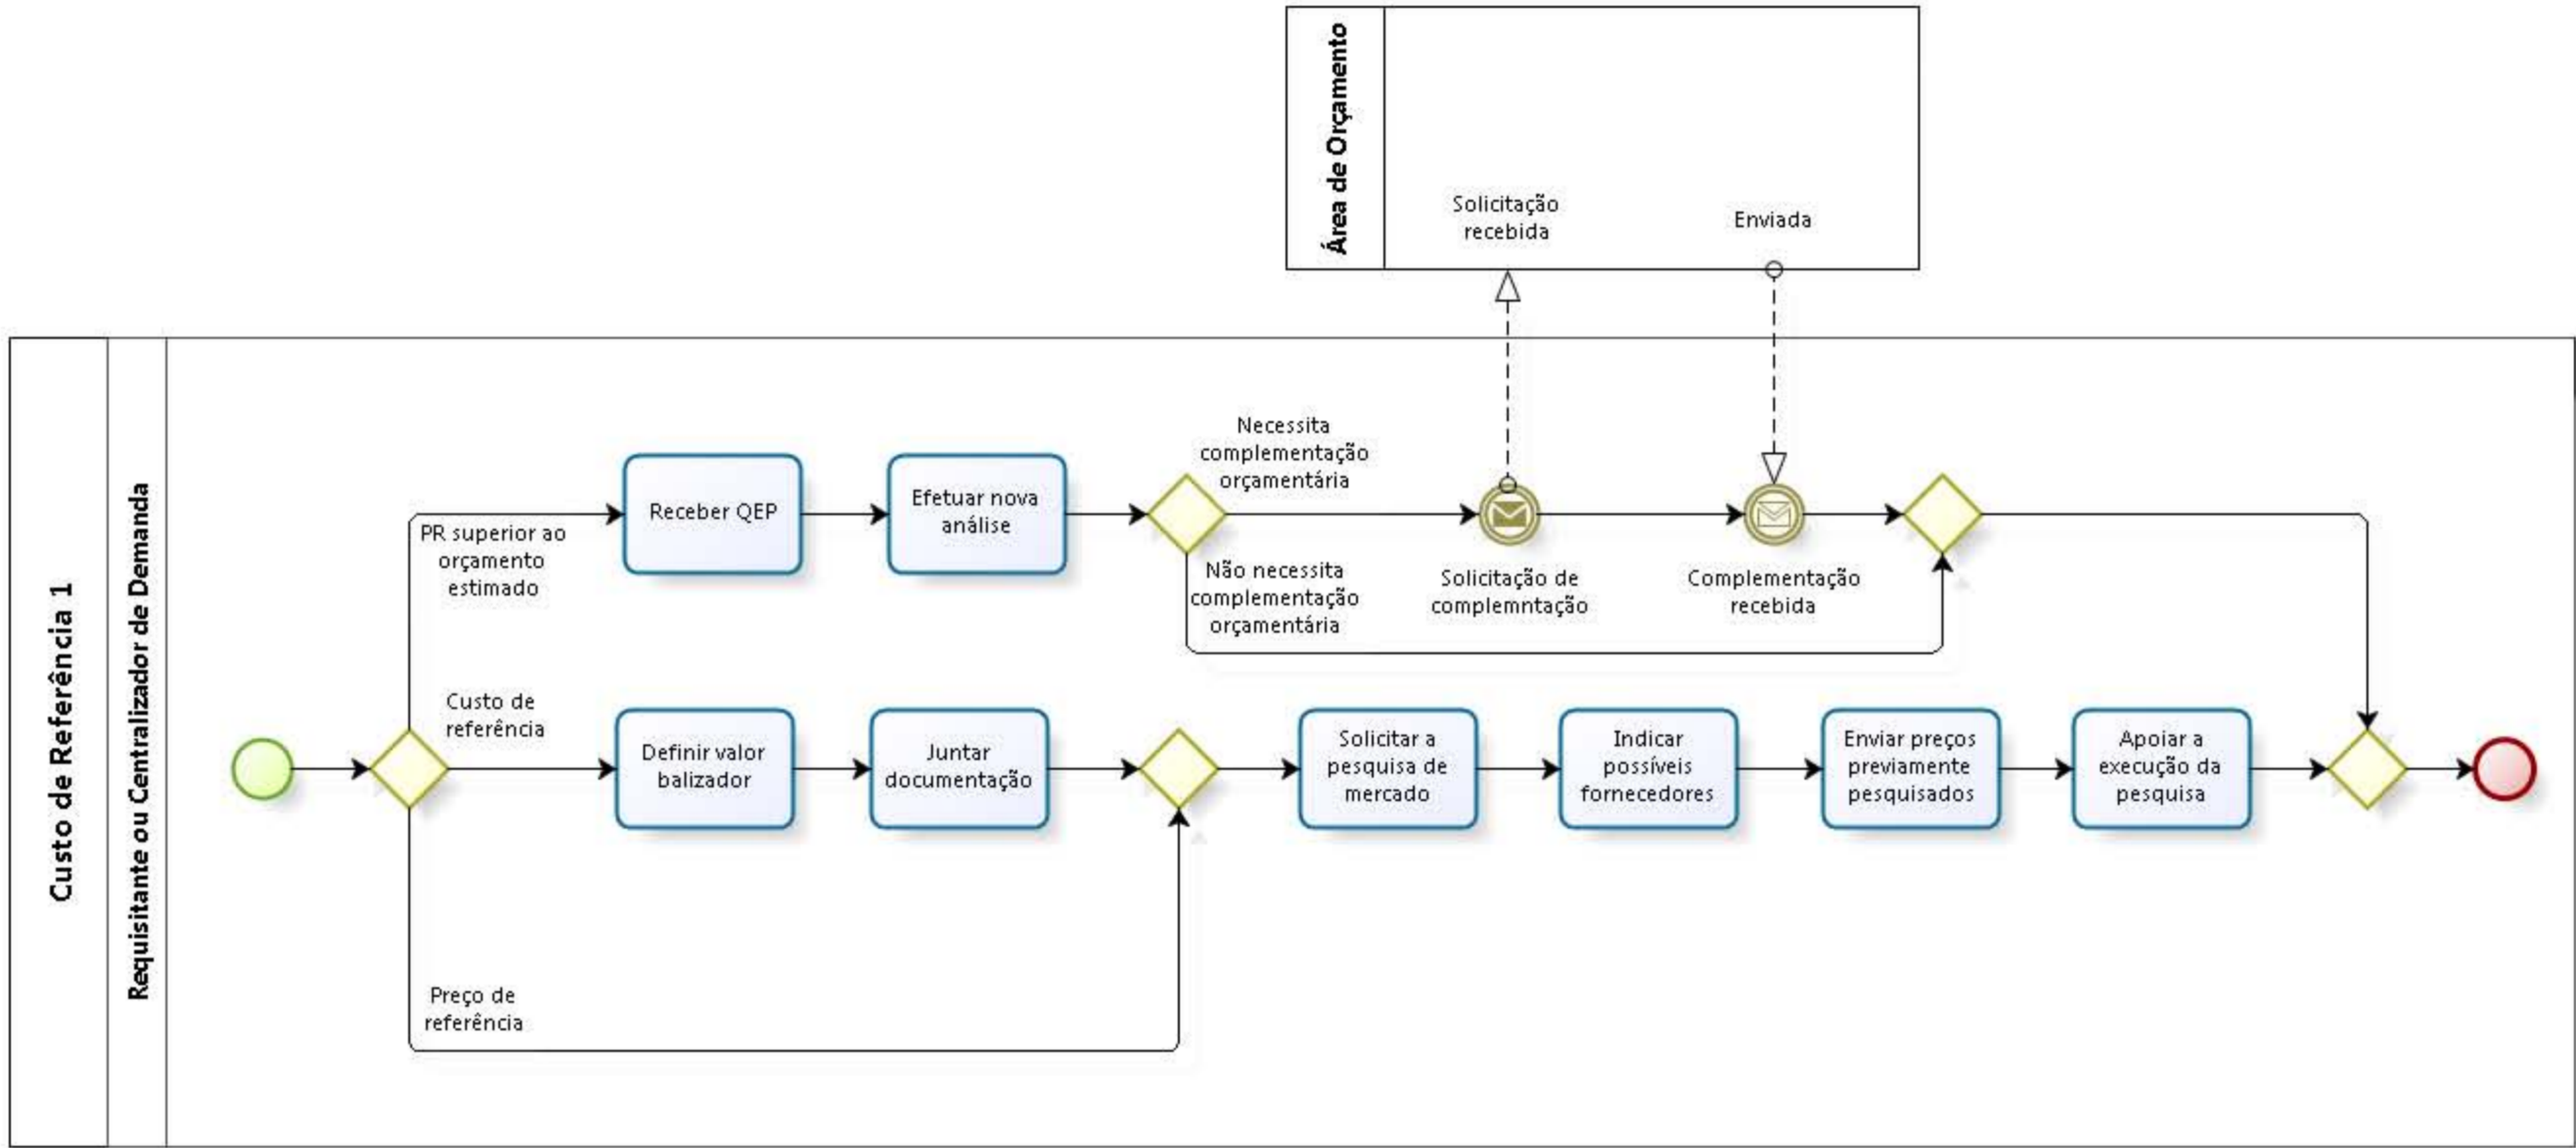 Área de Orçamento
Solicitação
recebida
Enviada
Custo de Referência 1
Requisitante ou Centralizador de Demanda
PR superior ao
orçamento
estimado
Receber QEP
Efetuar nova
análise
Necessita
complementação
orçamentária
Não necessita
complementação
orçamentária
Solicitação de
complemntação
Complementação
recebida
Custo de
referência
Definir valor
balizador
Juntar
documentação
Solicitar a
pesquisa de
mercado
Indicar
possíveis
fornecedores
Enviar preços
previamente
pesquisados
Apoiar a
execução da
pesquisa
Preço de
referência